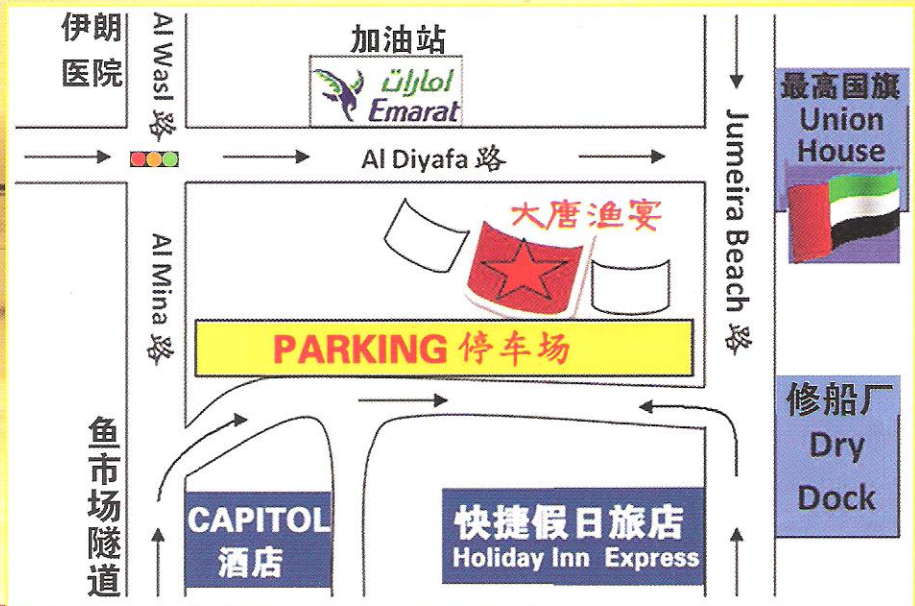 伊朗
医院
Al Wasl 路
加油站
امارات
Emarat
最高国旗
Union
House
Al Diyafa 路
Jumeira Beach 路
大唐渔宴
Al Mina 路
PARKING 停车场
鱼市场隧道
CAPITOL
酒店
快捷假日旅店
Holiday Inn Express
修船厂
Dry
Dock